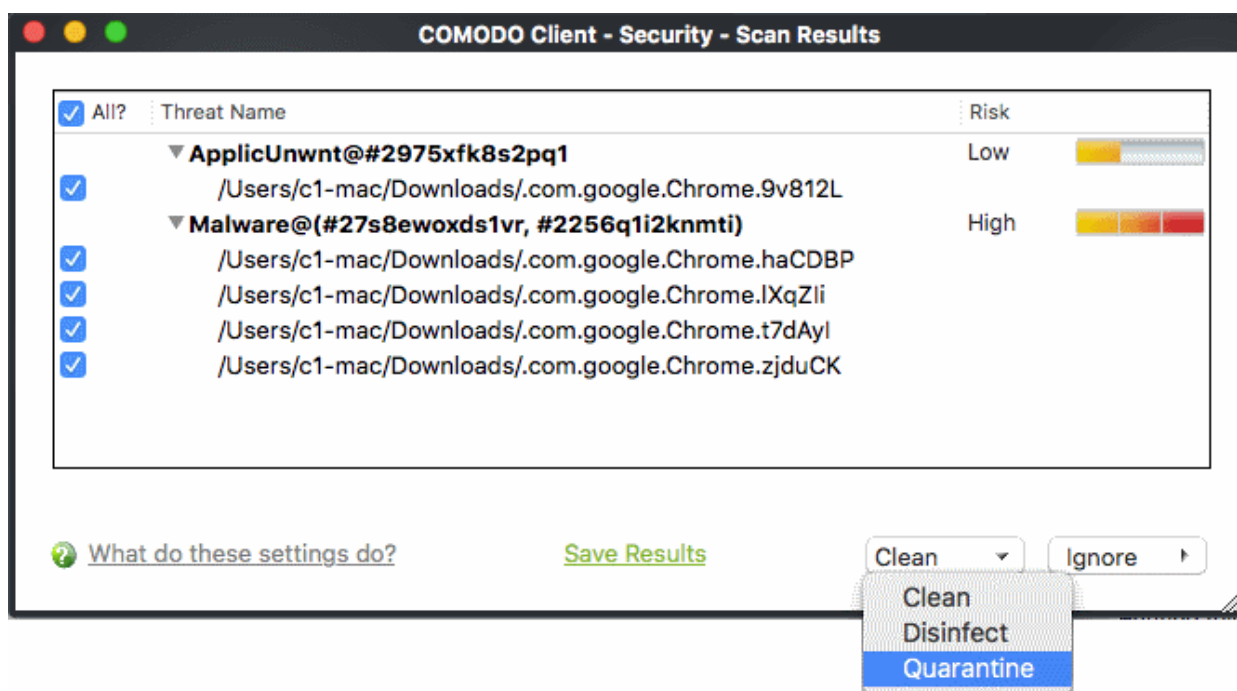 COMODO Client - Security - Scan Results
All? Threat Name Risk
ApplicUnwnt@#2975xfk8s2pq1 Low
/Users/c1-mac/Downloads/.com.google.Chrome.9v812L
Malware@(#27s8ewoxds1vr, #2256q1i2knmti) High
/Users/c1-mac/Downloads/.com.google.Chrome.haCDBP
/Users/c1-mac/Downloads/.com.google.Chrome.lXqZli
/Users/c1-mac/Downloads/.com.google.Chrome.t7dAyl
/Users/c1-mac/Downloads/.com.google.Chrome.zjduCK
What do these settings do? Save Results Clean Ignore
Clean
Disinfect
Quarantine